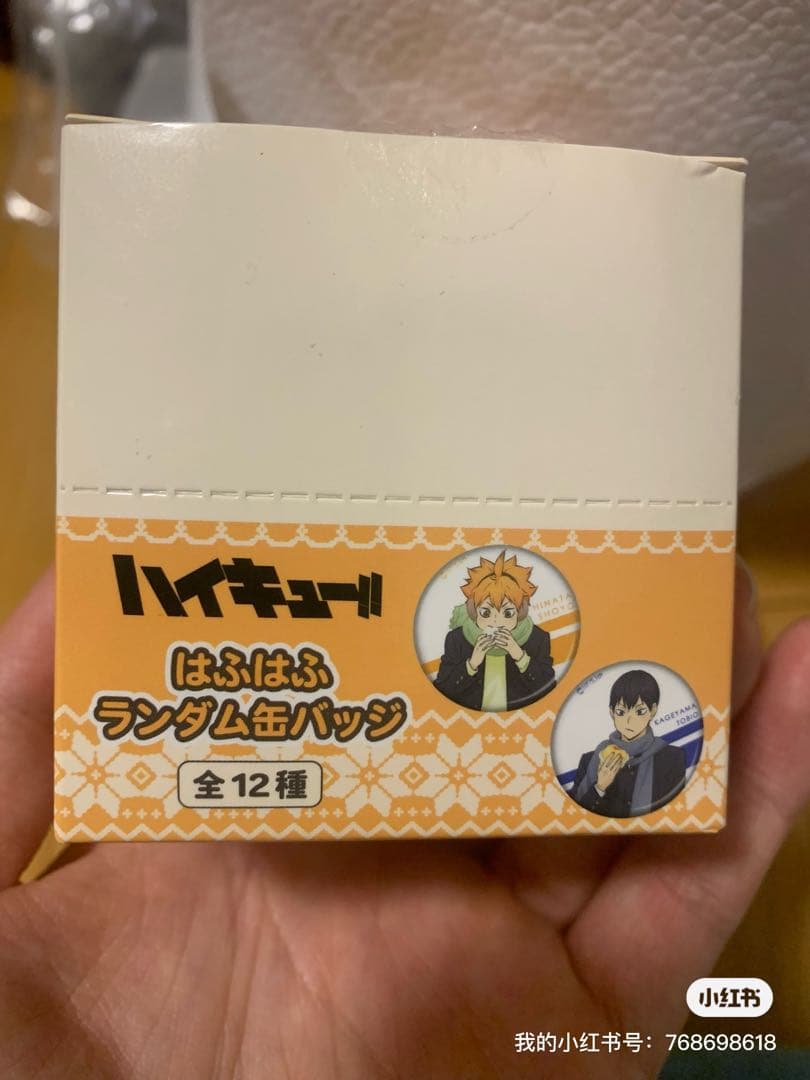 ハイキュー!!
はふはふ
ランダム缶バッジ
全12種
HINATA
SHOYO
KAGEYAMA
TOBIO
小红书
我的小红书号：768698618